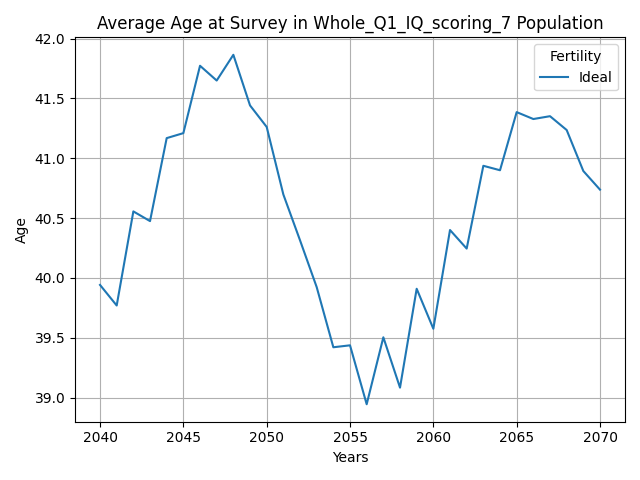 Average Age at Survey in Whole_Q1_IQ_scoring_7 Population
Fertility
Ideal
42.0
41.5
41.0
40.5
40.0
39.5
39.0
Age
2040 2045 2050 2055 2060 2065 2070
Years